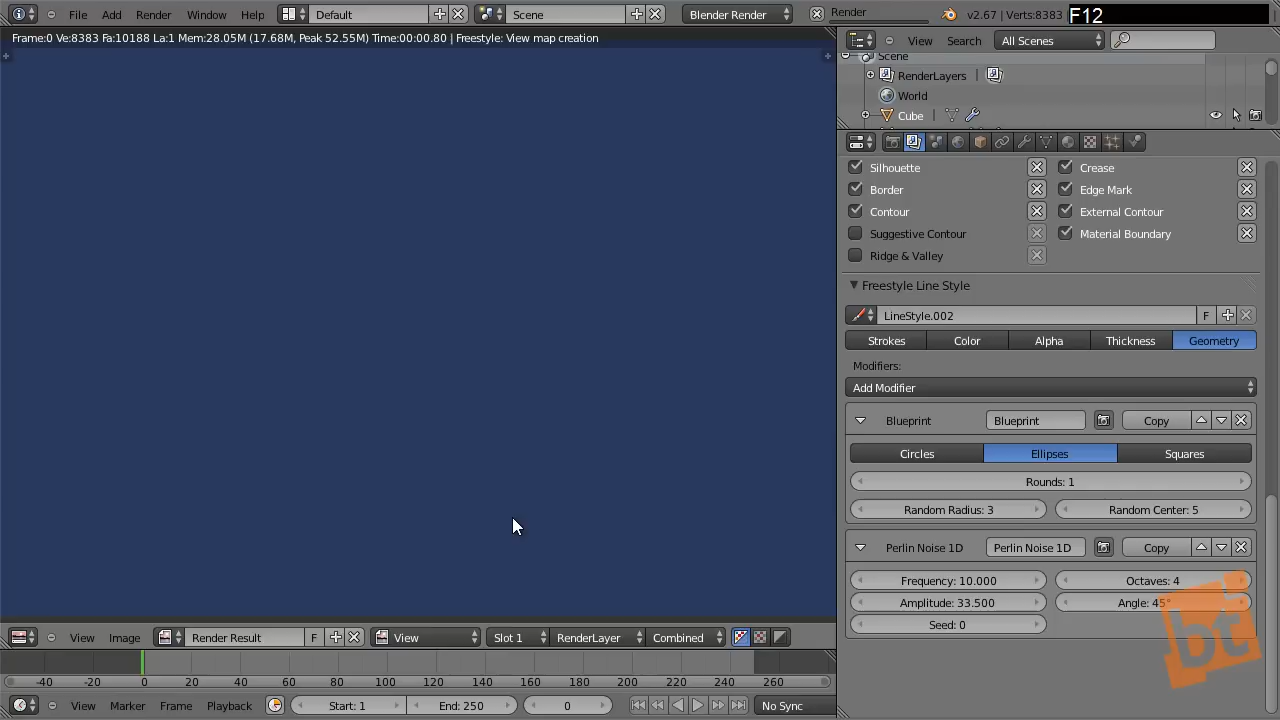 File Add Render Window Help Default Scene Blender Render Render v2.67 | Verts:8383 F12
Frame:0 Ve:8383 Fa:10188 La:1 Mem:28.05M (17.68M, Peak 52.55M) Time:00:00.80 | Freestyle: View map creation
View Search All Scenes
Scene
RenderLayers |
World
Cube |
Silhouette Crease
Border Edge Mark
Contour External Contour
Suggestive Contour Material Boundary
Ridge & Valley
Freestyle Line Style
LineStyle.002 F
Strokes Color Alpha Thickness Geometry
Modifiers:
Add Modifier
Blueprint Blueprint Copy
Circles Ellipses Squares
Rounds: 1
Random Radius: 3 Random Center: 5
Perlin Noise 1D Perlin Noise 1D Copy
Frequency: 10.000 Octaves: 4
Amplitude: 33.500 Angle: 45°
Seed: 0
bt
View Image Render Result F View Slot 1 RenderLayer Combined
-40 -20 0 20 40 60 80 100 120 140 160 180 200 220 240 260
View Marker Frame Playback Start: 1 End: 250 0 No Sync